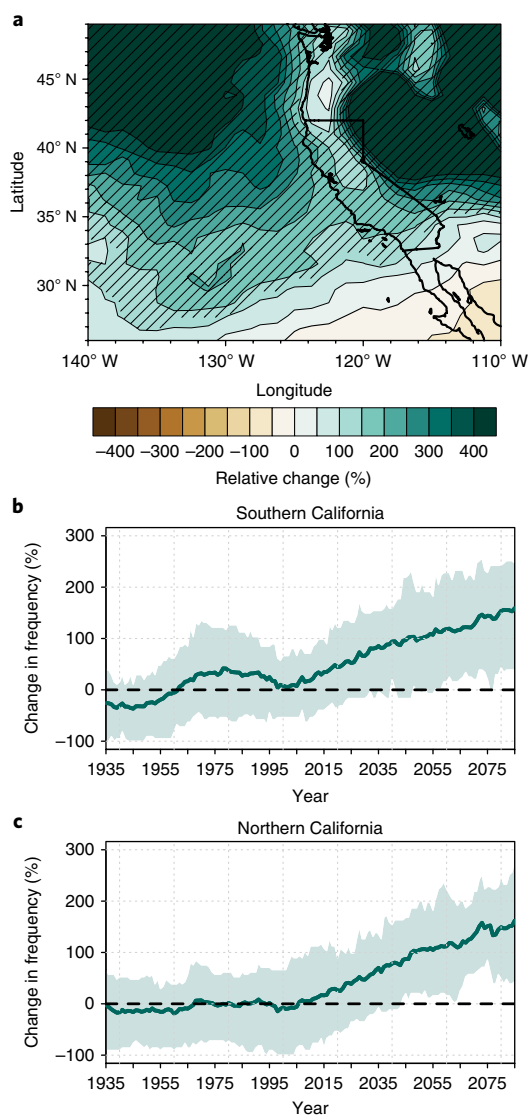 a
45° N
40° N
35° N
30° N
Latitude
140° W 130° W 120° W 110° W
Longitude
−400 −300 −200 −100 0 100 200 300 400
Relative change (%)
b
Southern California
300
200
100
0
−100
Change in frequency (%)
1935 1955 1975 1995 2015 2035 2055 2075
Year
c
Northern California
300
200
100
0
−100
Change in frequency (%)
1935 1955 1975 1995 2015 2035 2055 2075
Year